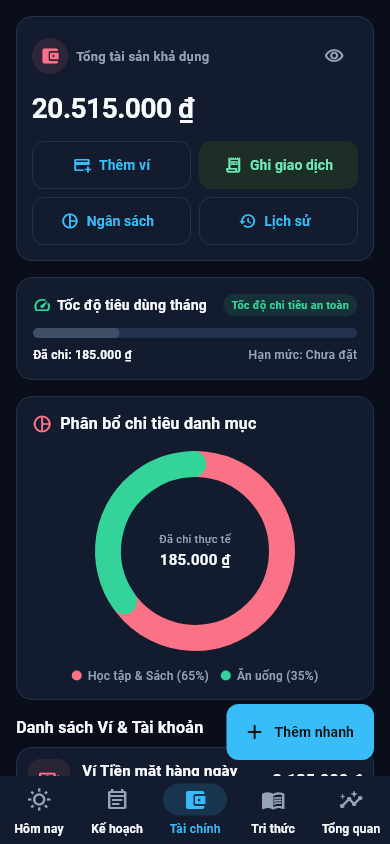 Tổng tài sản khả dụng
20.515.000 ₫
Thêm ví
Ghi giao dịch
Ngân sách
Lịch sử
Tốc độ tiêu dùng tháng
Tốc độ chi tiêu an toàn
Đã chi: 185.000 ₫
Hạn mức: Chưa đặt
Phân bổ chi tiêu danh mục
Đã chi thực tế
185.000 ₫
Học tập & Sách (65%)
Ăn uống (35%)
Danh sách Ví & Tài khoản
Thêm nhanh
Ví Tiền mặt hàng ngày
Hôm nay
Kế hoạch
Tài chính
Tri thức
Tổng quan